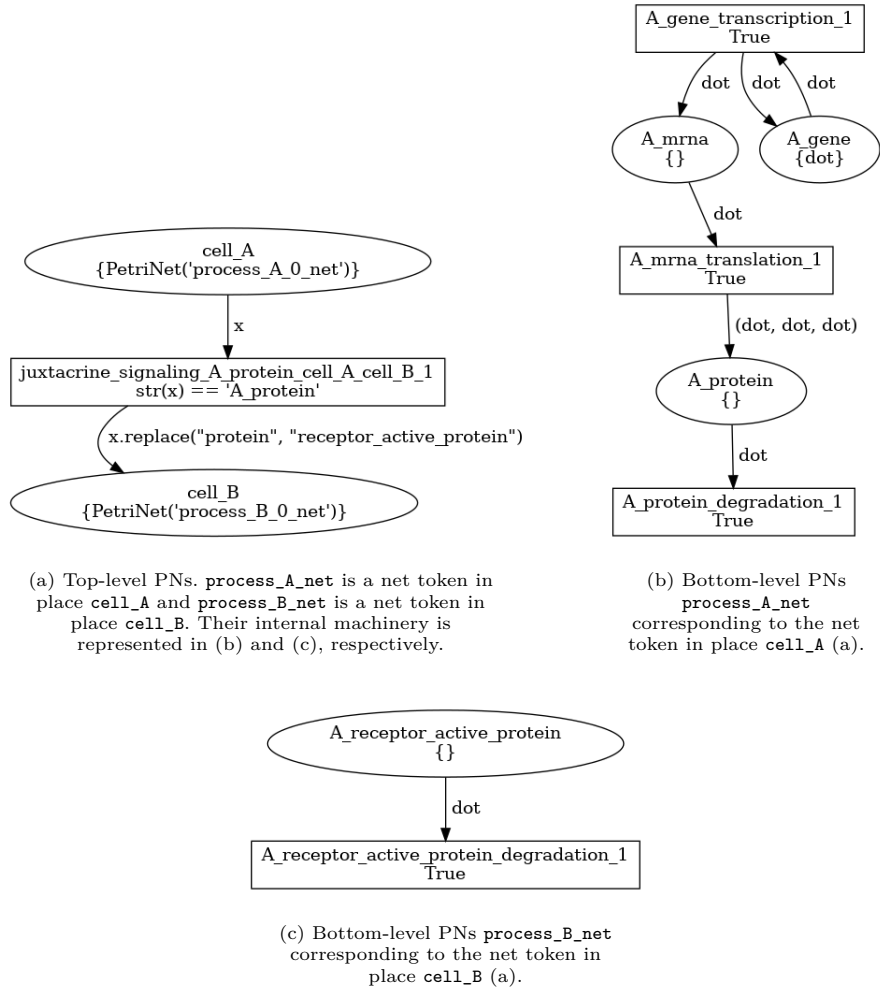 cell_A
{PetriNet('process_A_0_net')}
x
juxtacrine_signaling_A_protein_cell_A_cell_B_1
str(x) == 'A_protein'
x.replace("protein", "receptor_active_protein")
cell_B
{PetriNet('process_B_0_net')}
(a) Top-level PNs. process_A_net is a net token in
place cell_A and process_B_net is a net token in
place cell_B. Their internal machinery is
represented in (b) and (c), respectively.
A_gene_transcription_1
True
dot
dot
dot
A_mrna
{}
A_gene
{dot}
dot
A_mrna_translation_1
True
(dot, dot, dot)
A_protein
{}
dot
A_protein_degradation_1
True
(b) Bottom-level PNs
process_A_net
corresponding to the net
token in place cell_A (a).
A_receptor_active_protein
{}
dot
A_receptor_active_protein_degradation_1
True
(c) Bottom-level PNs process_B_net
corresponding to the net token in
place cell_B (a).